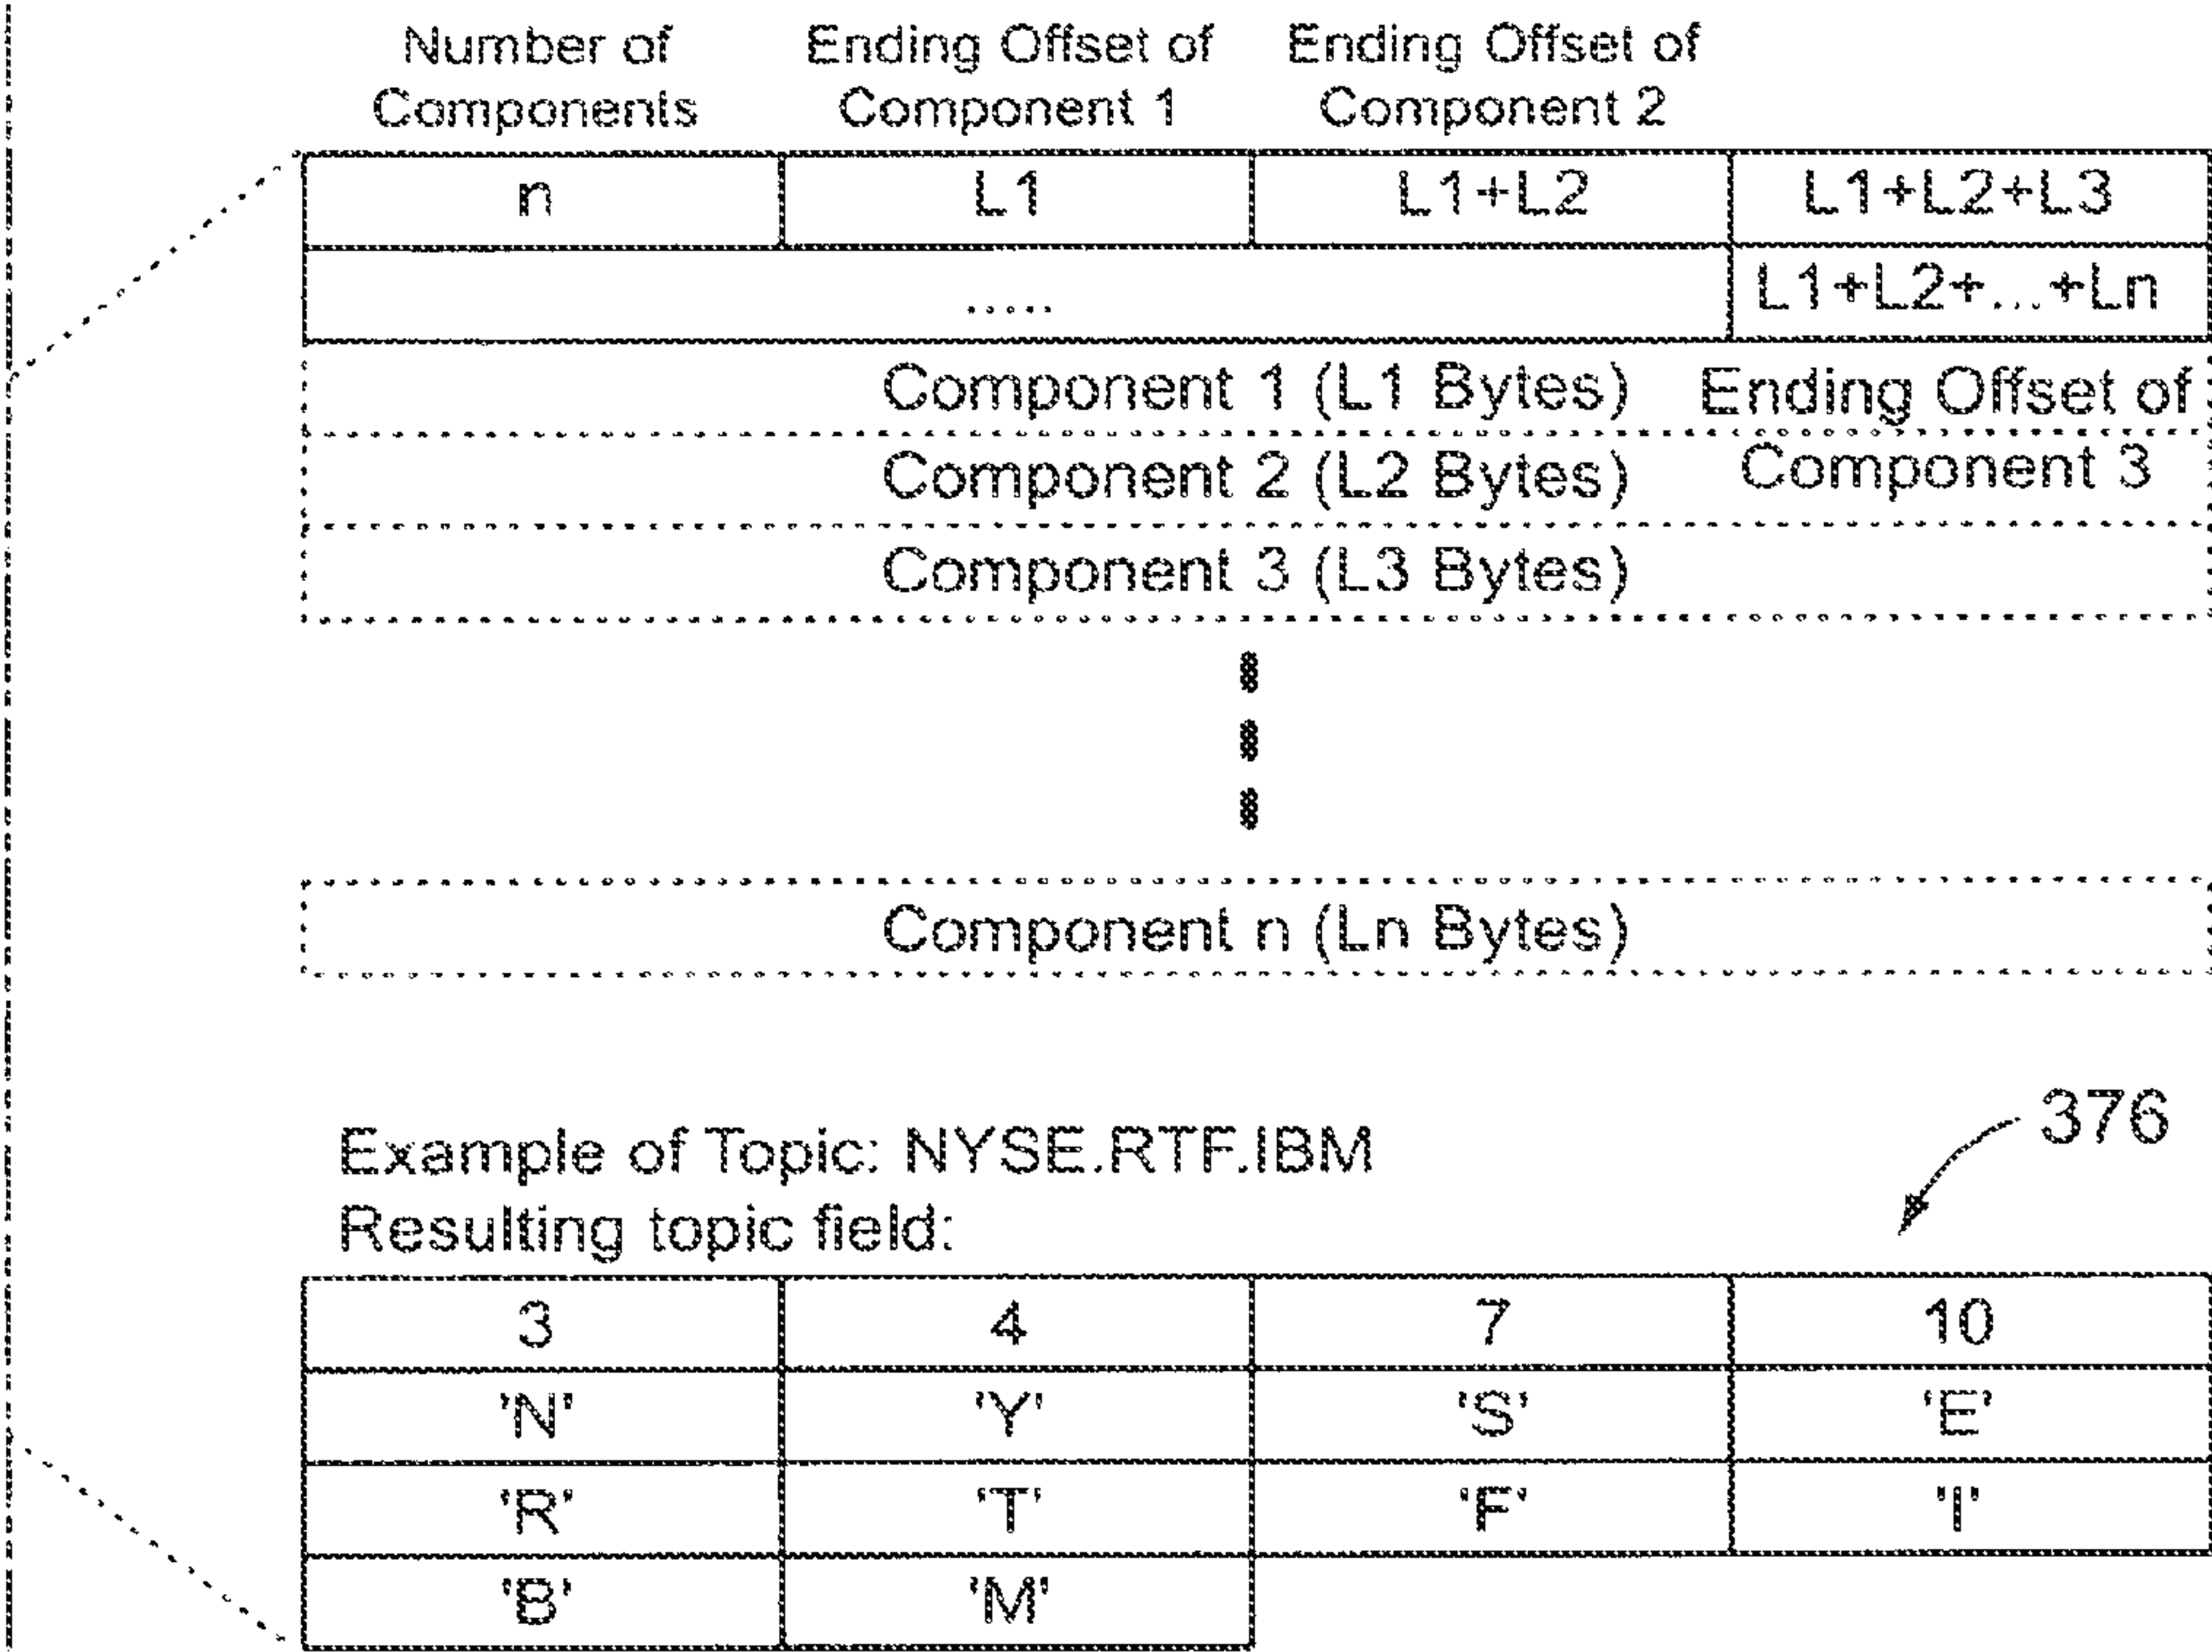 Number of Components
Ending Offset of Component 1
Ending Offset of Component 2
n L1 L1+L2 L1+L2+L3
..... L1+L2+...+Ln
Component 1 (L1 Bytes) Ending Offset of
Component 2 (L2 Bytes) Component 3
Component 3 (L3 Bytes)
Component n (Ln Bytes)
376
Example of Topic: NYSE.RTF.IBM
Resulting topic field:
3 4 7 10
'N' 'Y' 'S' 'E'
'R' 'T' 'F' 'I'
'B' 'M'